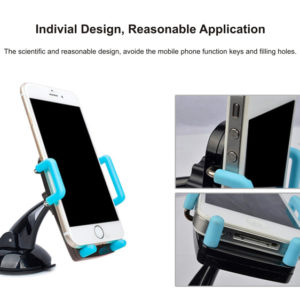 Indivial Design, Reasonable Application
The scientific and reasonable design, avoide the mobile phone function keys and filling holes.